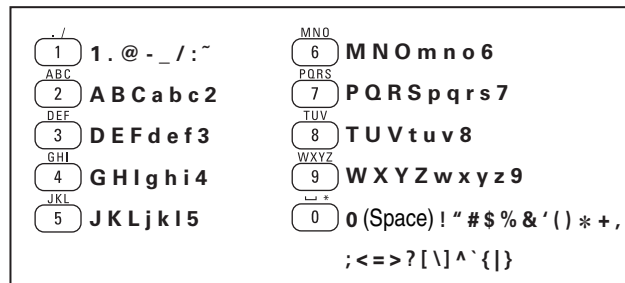 . /
1 1 . @ - _ / : ˜
ABC
2 A B C a b c 2
DEF
3 D E F d e f 3
GHI
4 G H I g h i 4
JKL
5 J K L j k l 5
MNO
6 M N O m n o 6
PQRS
7 P Q R S p q r s 7
TUV
8 T U V t u v 8
WXYZ
9 W X Y Z w x y z 9
␣ *
0 0 (Space) ! “ # $ % & ‘ ( ) * + ,
; < = > ? [ \ ] ^ ` { | }